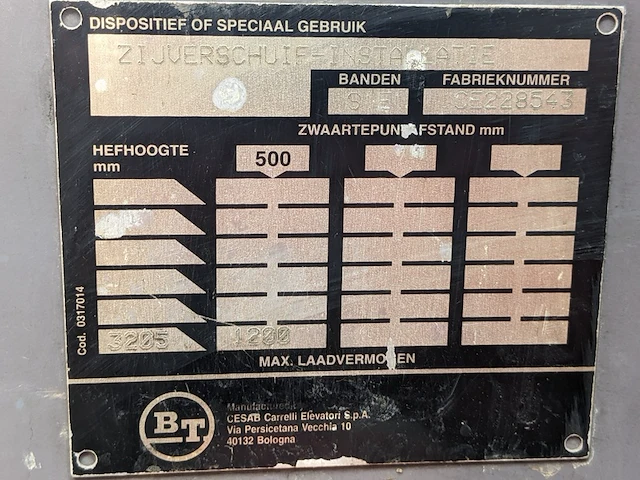 DISPOSITIEF OF SPECIAAL GEBRUIK
ZIJVERSCHUIF-INSTALLATIE
BANDEN FABRIEKNUMMER
S E CE228543
ZWAARTEPUNTAFSTAND mm
HEFHOOGTE
mm
500
3205 1200
MAX. LAADVERMOGEN
Cod. 0317014
BT
Manufactured
CESAB Carrelli Elevatori S.p.A.
Via Persicetana Vecchia 10
40132 Bologna